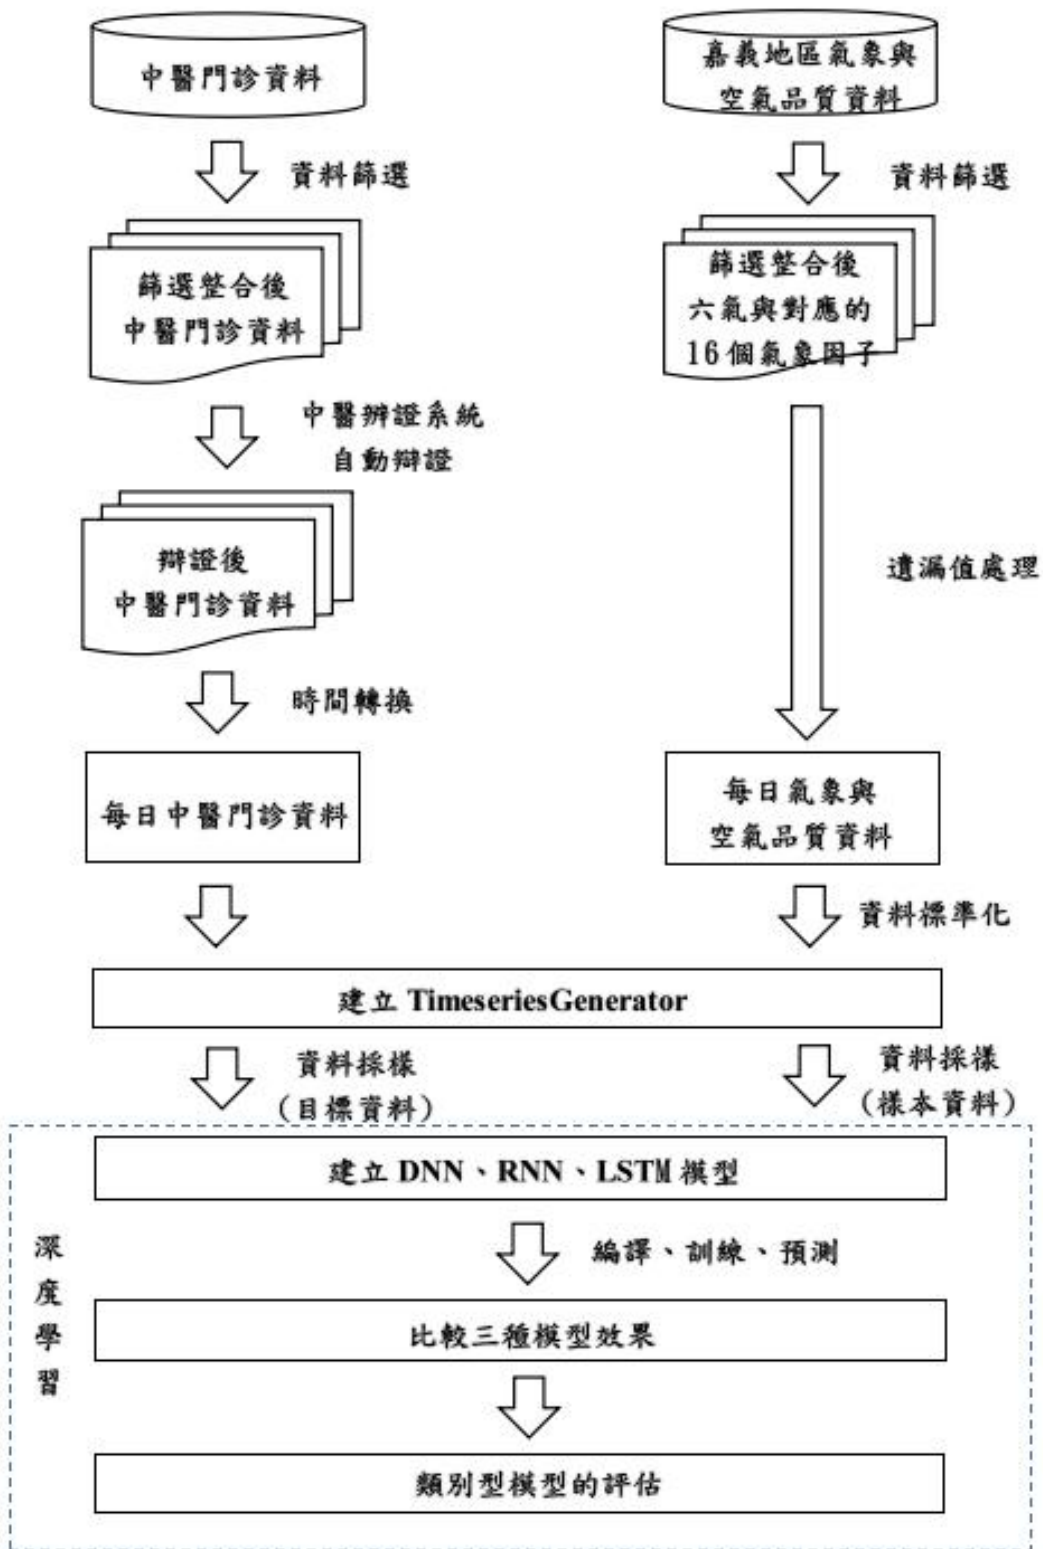 中醫門診資料
嘉義地區氣象與
空氣品質資料
資料篩選
資料篩選
篩選整合後
中醫門診資料
篩選整合後
六氣與對應的
16個氣象因子
中醫辨證系統
自動辯證
辯證後
中醫門診資料
遺漏值處理
時間轉換
每日中醫門診資料
每日氣象與
空氣品質資料
資料標準化
建立 TimeseriesGenerator
資料採樣
(目標資料)
資料採樣
(樣本資料)
深度學習
建立 DNN、RNN、LSTM 模型
編譯、訓練、預測
比較三種模型效果
類別型模型的評估